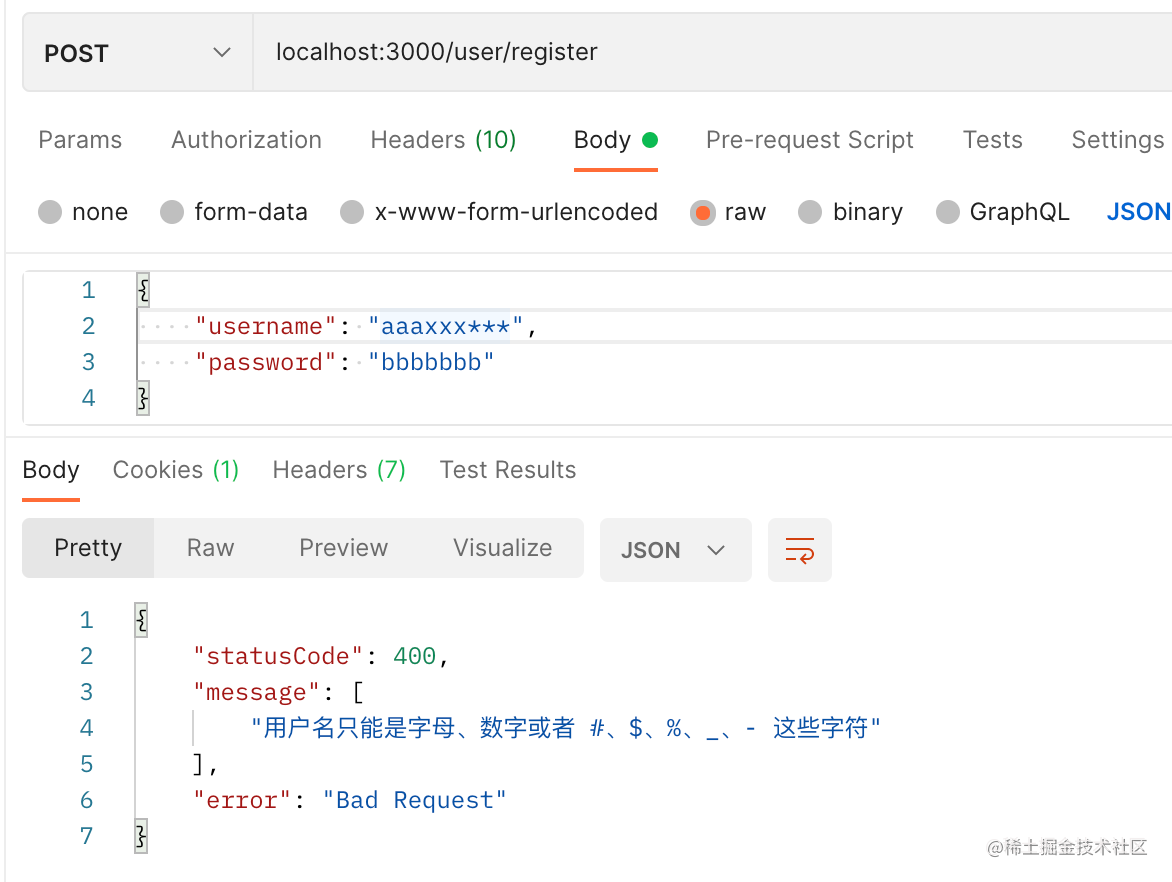 POST localhost:3000/user/register
Params Authorization Headers (10) Body Pre-request Script Tests Settings
none form-data x-www-form-urlencoded raw binary GraphQL JSON
1 {
2 "username": "aaaxxx***",
3 "password": "bbbbbbb"
4 }
Body Cookies (1) Headers (7) Test Results
Pretty Raw Preview Visualize JSON
1 {
2 "statusCode": 400,
3 "message": [
4 "用户名只能是字母、数字或者 #、$、%、_、- 这些字符"
5 ],
6 "error": "Bad Request"
7 }
@稀土掘金技术社区